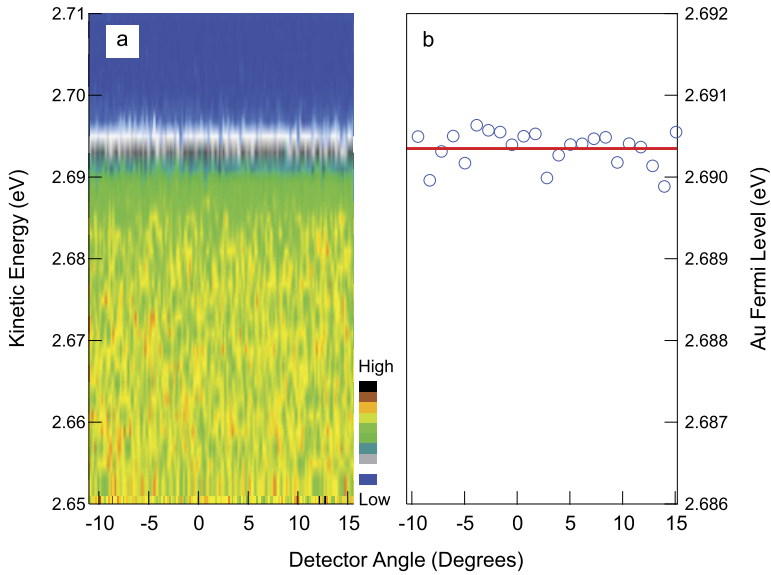 a
b
2.71
2.70
2.69
2.68
2.67
2.66
2.65
Kinetic Energy (eV)
-10 -5 0 5 10 15
High
Low
2.692
2.691
2.690
2.689
2.688
2.687
2.686
Au Fermi Level (eV)
-10 -5 0 5 10 15
Detector Angle (Degrees)